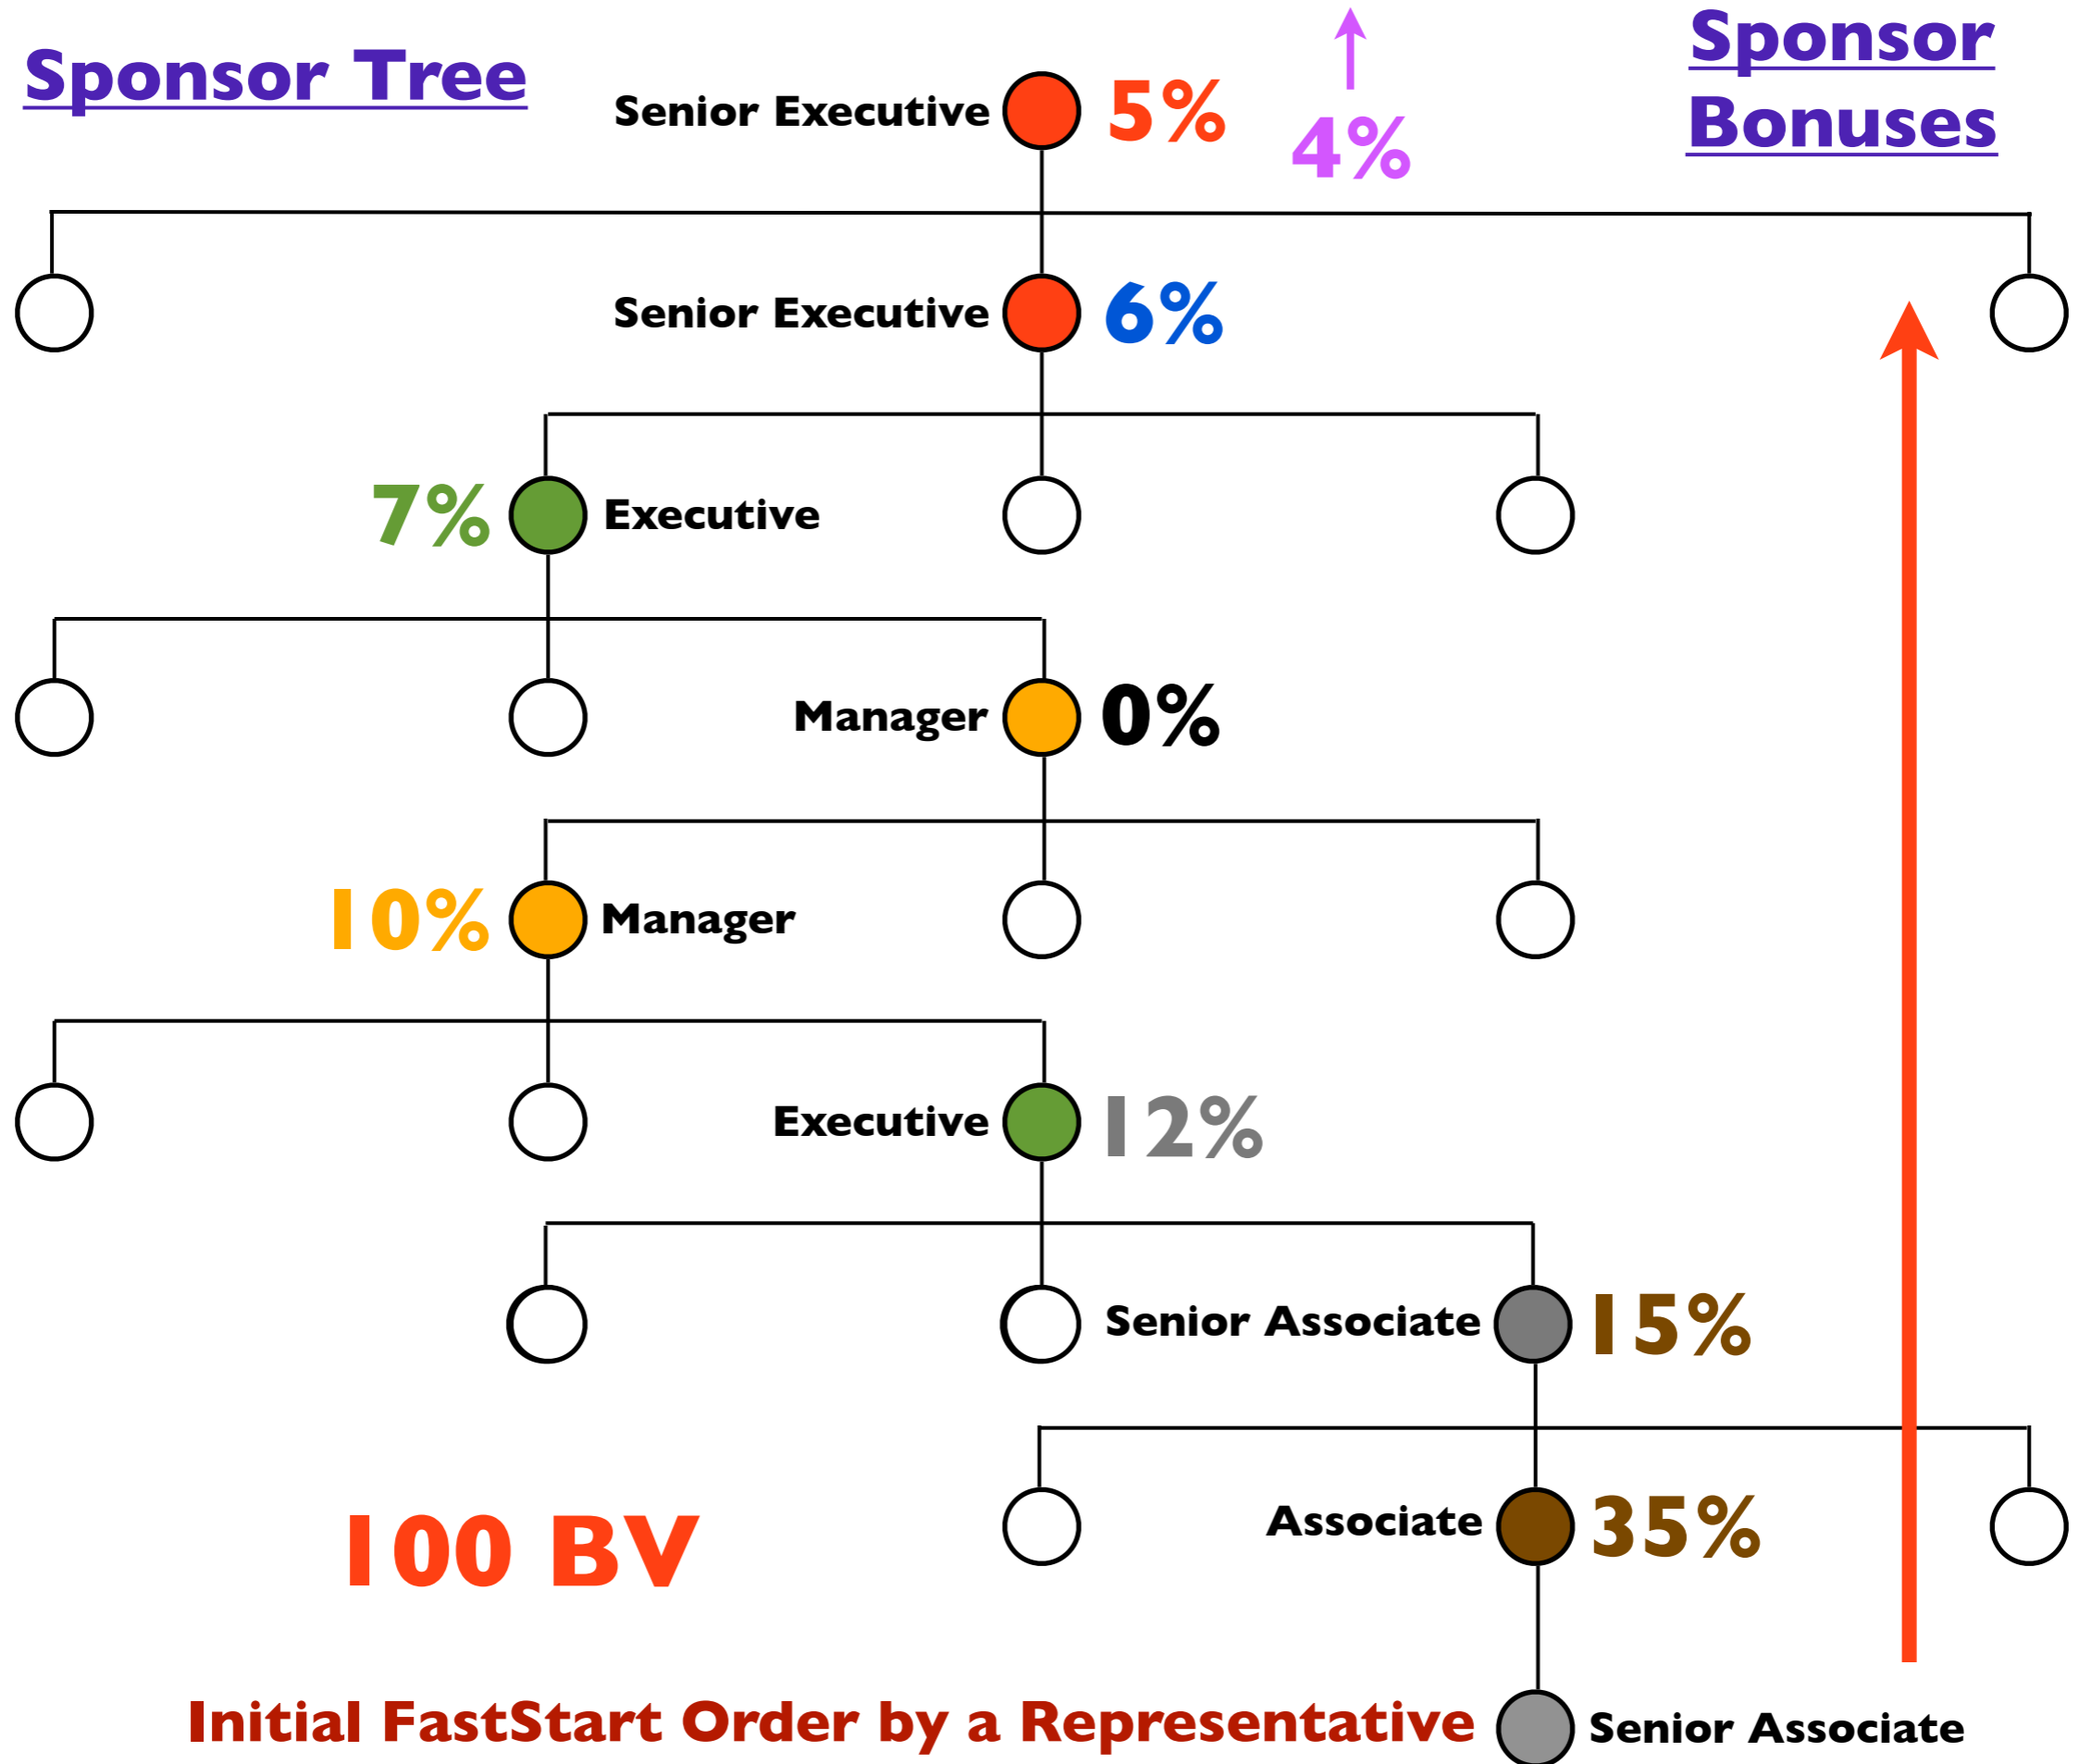 Sponsor Tree
Sponsor
Bonuses
Senior Executive 5%
4%
Senior Executive 6%
7% Executive
Manager 0%
10% Manager
Executive 12%
Senior Associate 15%
Associate 35%
100 BV
Initial FastStart Order by a Representative
Senior Associate